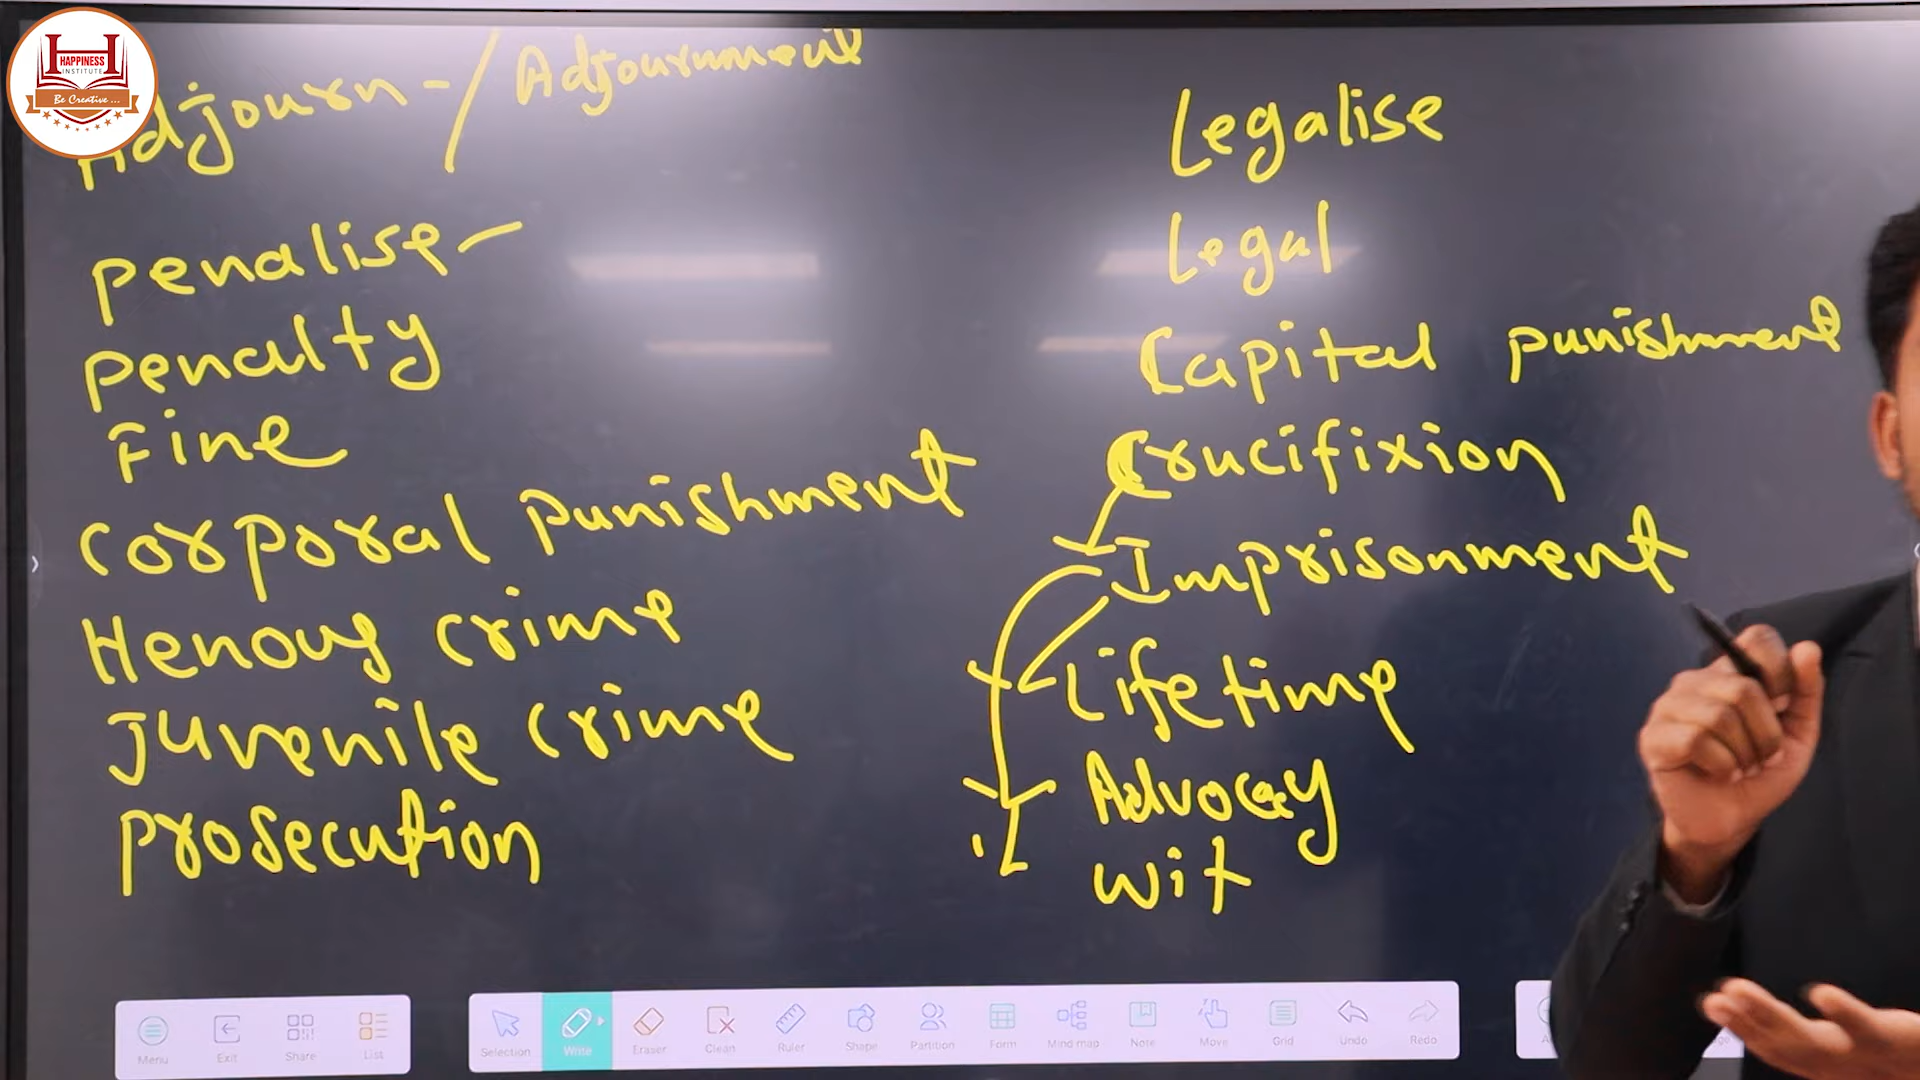 HAPPINESS
INSTITUTE
Be Creative ...
Adjourn - / Adjournment
Penalise -
Penalty
Fine
Corporal punishment
Henous crime
Juvenile crime
Prosecution
Legalise
Legal
Capital punishment
Crucifixion
Imprisonment
Lifetime
Advocay
Wit
Menu
Exit
Share
List
Selection
Write
Eraser
Clean
Ruler
Shape
Partition
Form
Mind map
Note
Move
Grid
Undo
Redo